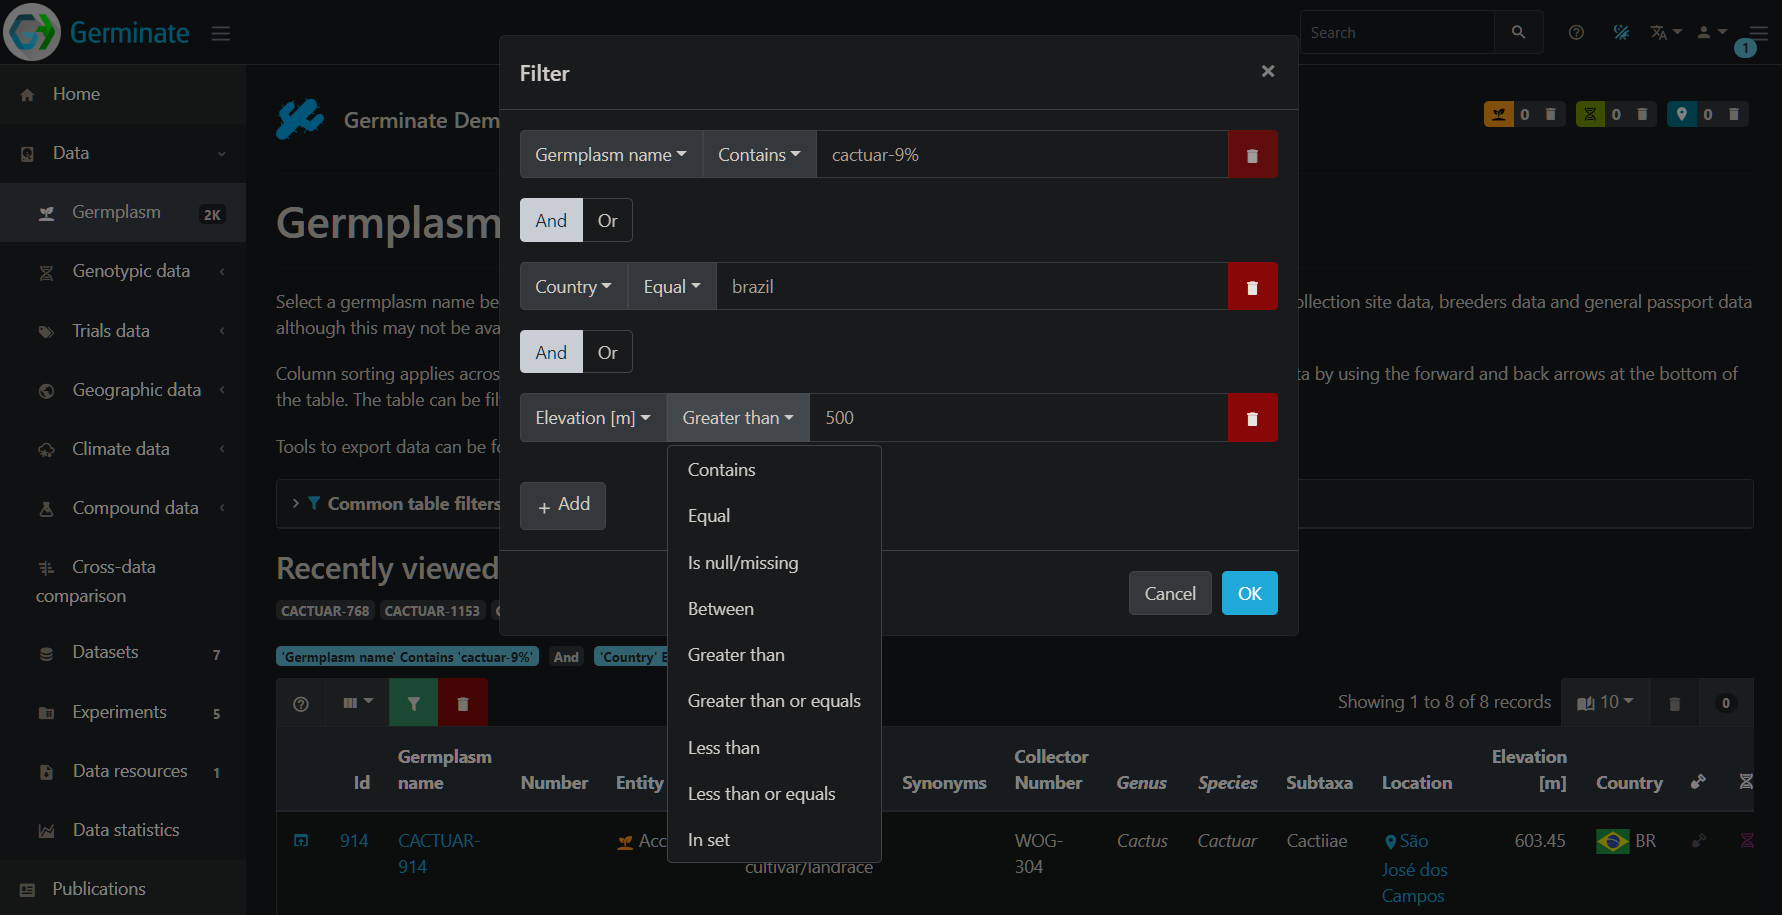 Germinate
Search
1
Home
Data
Germplasm 2K
Genotypic data
Trials data
Geographic data
Climate data
Compound data
Cross-data
comparison
Datasets 7
Experiments 5
Data resources 1
Data statistics
Publications
Germinate Dem
0 0 0
Germplasm
Select a germplasm name be
ollection site data, breeders data and general passport data
although this may not be ava
Column sorting applies acros
ta by using the forward and back arrows at the bottom of
the table. The table can be fil
Tools to export data can be fo
Common table filters
Recently viewed
CACTUAR-768 CACTUAR-1153
'Germplasm name' Contains 'cactuar-9%' And 'Country' E
Filter
×
Germplasm name Contains cactuar-9%
And Or
Country Equal brazil
And Or
Elevation [m] Greater than 500
Contains
Equal
Is null/missing
Between
Greater than
Greater than or equals
Less than
Less than or equals
In set
+ Add
Cancel OK
Showing 1 to 8 of 8 records 10 0
Id Germplasm name Number Entity Synonyms Collector Number Genus Species Subtaxa Location Elevation [m] Country
914 CACTUAR-914 Acc cultivar/landrace WOG-304 Cactus Cactuar Cactiiae São José dos Campos 603.45 BR